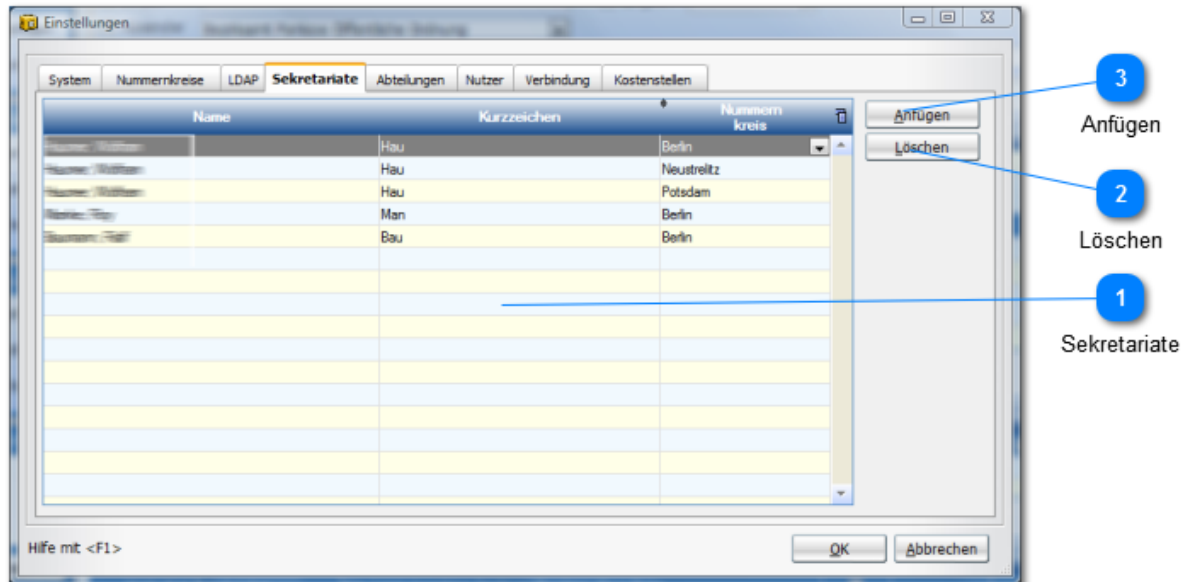 Einstellungen
System Nummernkreise LDAP Sekretariate Abteilungen Nutzer Verbindung Kostenstellen
Name Kurzzeichen Nummern kreis
Anfügen
Löschen
Hau Berlin
Hau Neustrelitz
Hau Potsdam
Man Berlin
Bau Berlin
Hilfe mit <F1>
OK Abbrechen
3
Anfügen
2
Löschen
1
Sekretariate